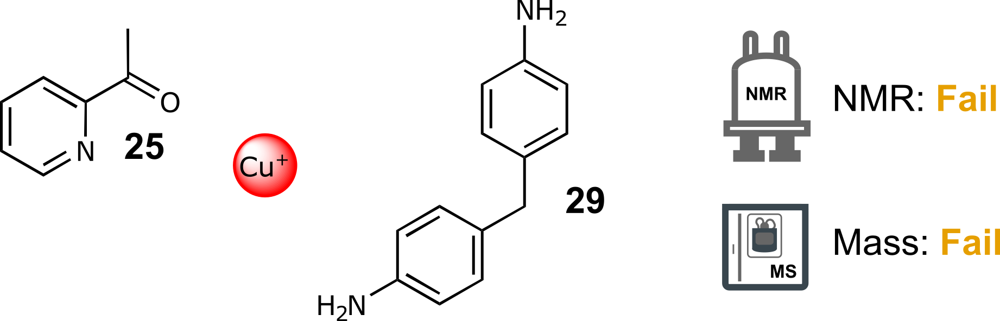 NH₂
O
N
25
Cu⁺
29
H₂N
NMR
NMR: Fail
MS
Mass: Fail